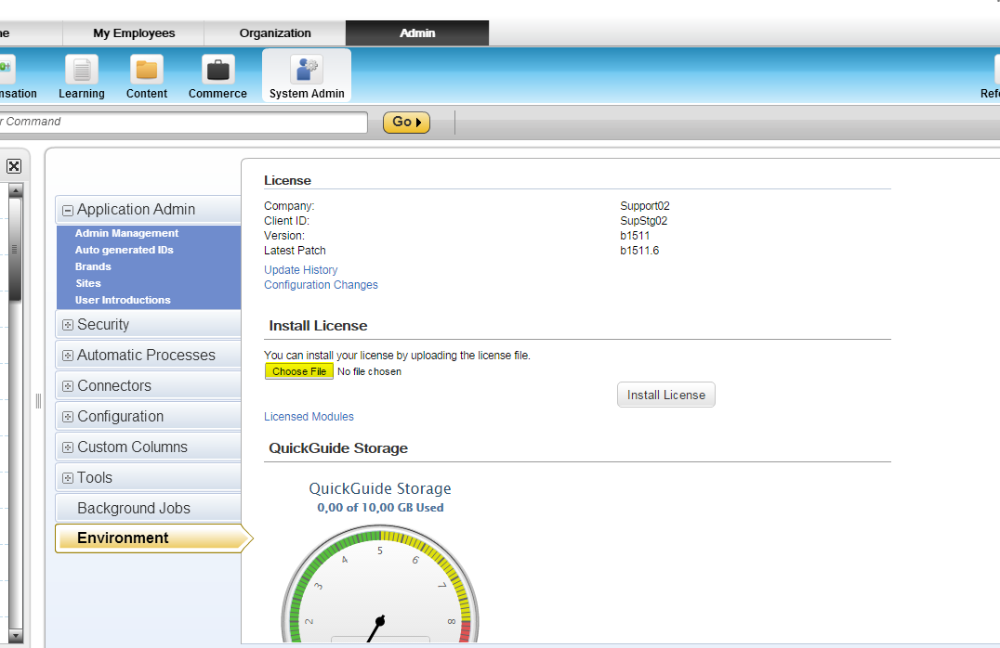 ne My Employees Organization Admin
nsation Learning Content Commerce System Admin Refe
r Command Go
License
Company: Support02
Client ID: SupStg02
Version: b1511
Latest Patch b1511.6
Update History
Configuration Changes
Application Admin
Admin Management
Auto generated IDs
Brands
Sites
User Introductions
Security
Automatic Processes
Connectors
Configuration
Custom Columns
Tools
Background Jobs
Environment
Install License
You can install your license by uploading the license file.
Choose File No file chosen
Install License
Licensed Modules
QuickGuide Storage
QuickGuide Storage
0,00 of 10,00 GB Used
2 3 4 5 6 7 8